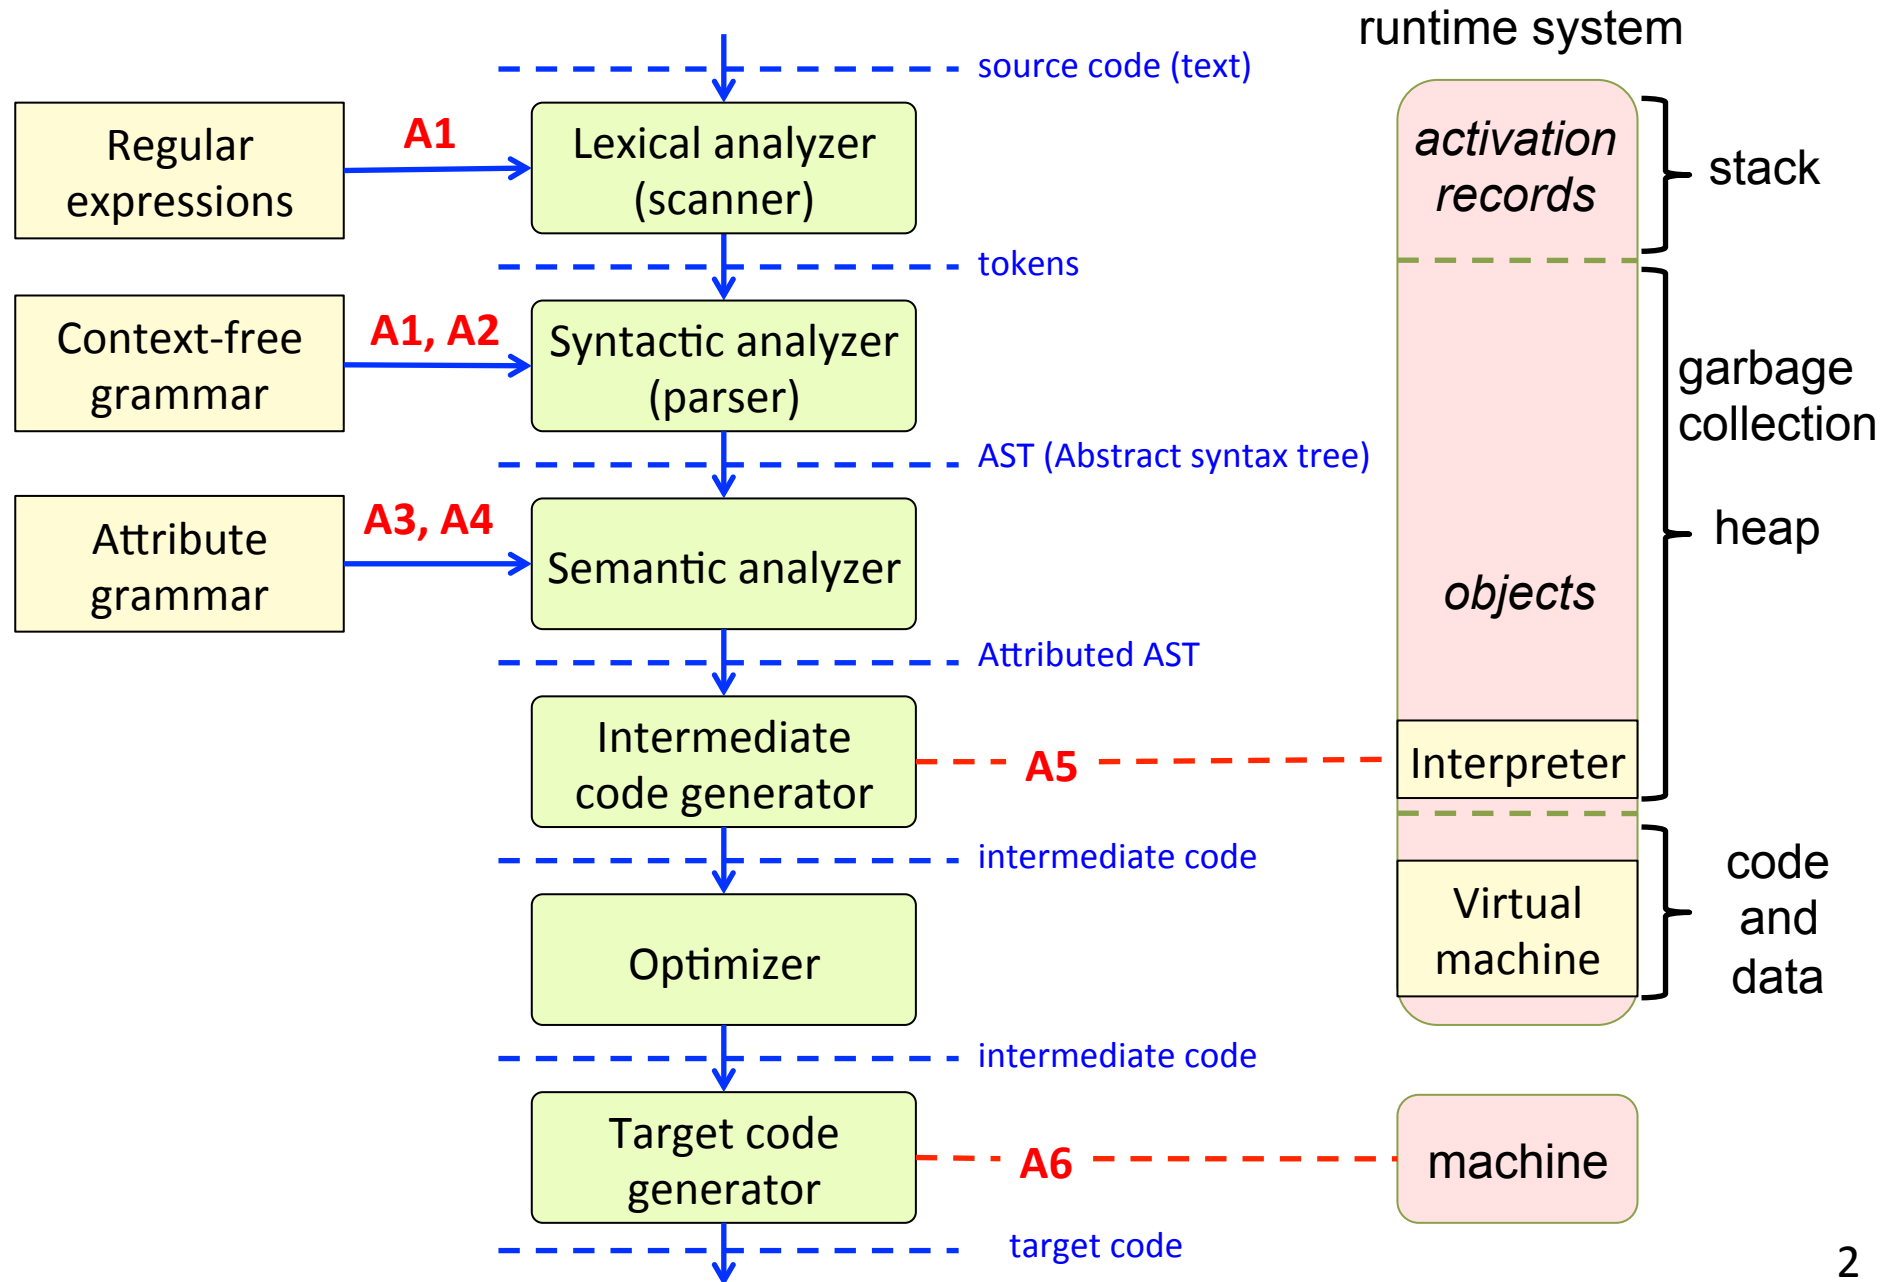 runtime system
source code (text)
Regular
expressions
A1
Lexical analyzer
(scanner)
activation
records
stack
tokens
Context-free
grammar
A1, A2
Syntactic analyzer
(parser)
garbage
collection
AST (Abstract syntax tree)
Attribute
grammar
A3, A4
Semantic analyzer
heap
objects
Attributed AST
Intermediate
code generator
A5
Interpreter
intermediate code
code
and
data
Virtual
machine
Optimizer
intermediate code
Target code
generator
A6
machine
target code
2